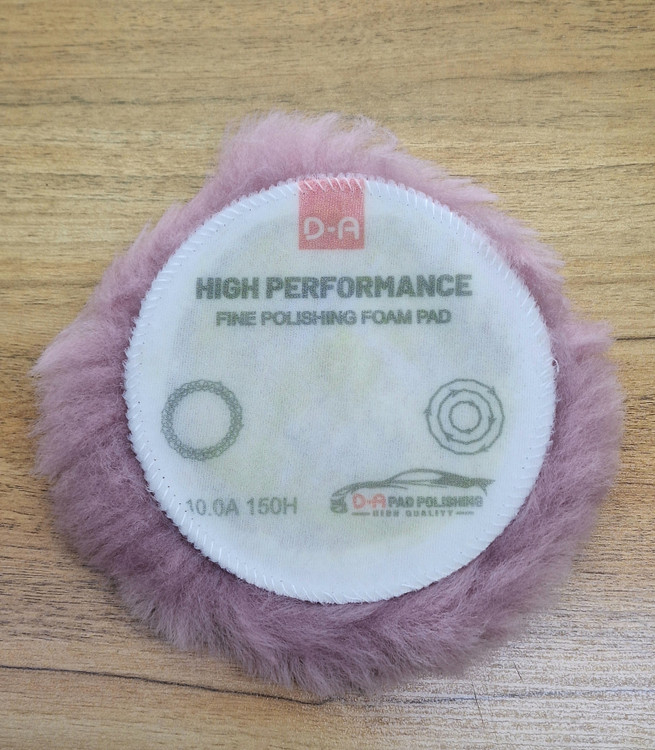 D-A
HIGH PERFORMANCE
FINE POLISHING FOAM PAD
10.0A 150H
D-A PAD POLISHING
HIGH QUALITY